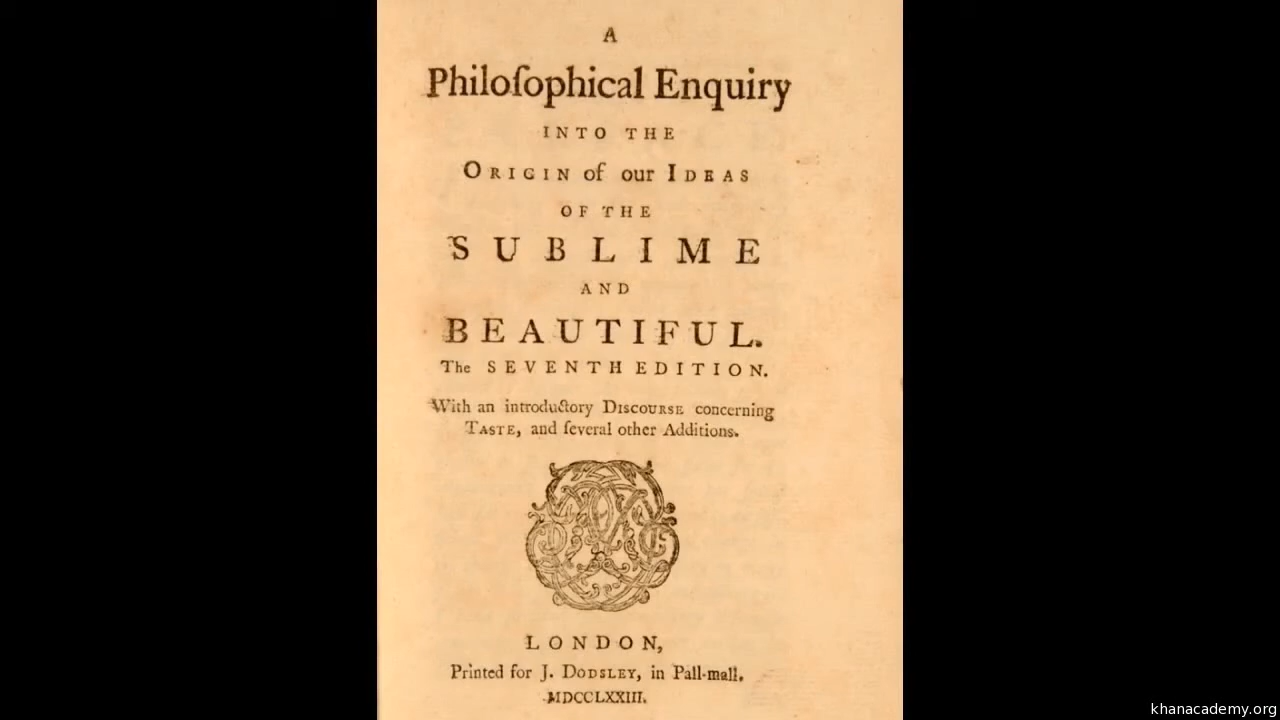 A
Philoſophical Enquiry
INTO THE
ORIGIN of our IDEAS
OF THE
SUBLIME
AND
BEAUTIFUL.
The SEVENTH EDITION.
With an introductory DISCOURSE concerning
TASTE, and ſeveral other Additions.
LONDON,
Printed for J. DODSLEY, in Pall-mall.
MDCCLXXIII.
khanacademy.org